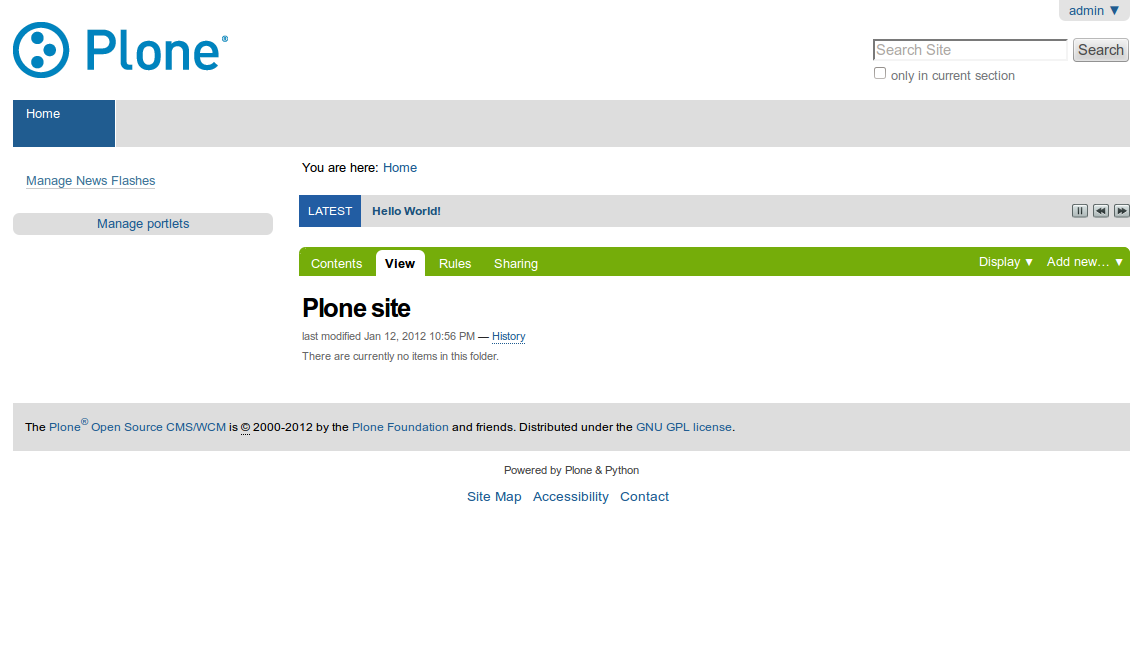 admin ▼
Plone®
Search Site Search
only in current section
Home
You are here: Home
Manage News Flashes
LATEST Hello World!
Manage portlets
Contents View Rules Sharing Display ▼ Add new… ▼
Plone site
last modified Jan 12, 2012 10:56 PM — History
There are currently no items in this folder.
The Plone® Open Source CMS/WCM is © 2000-2012 by the Plone Foundation and friends. Distributed under the GNU GPL license.
Powered by Plone & Python
Site Map Accessibility Contact